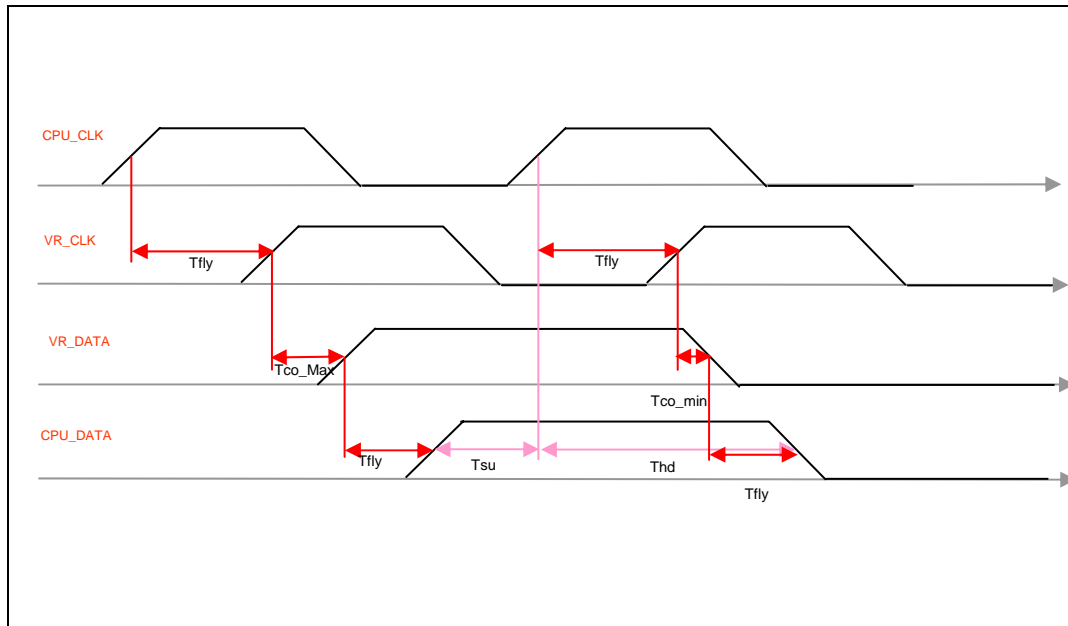 CPU_CLK
VR_CLK
Tfly
Tfly
VR_DATA
Tco_Max
Tco_min
CPU_DATA
Tfly
Tsu
Thd
Tfly